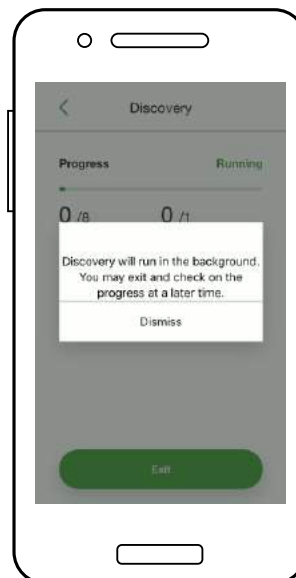 Discovery
Progress Running
0 /8 0 /1
Discovery will run in the background.
You may exit and check on the
progress at a later time.
Dismiss
Exit